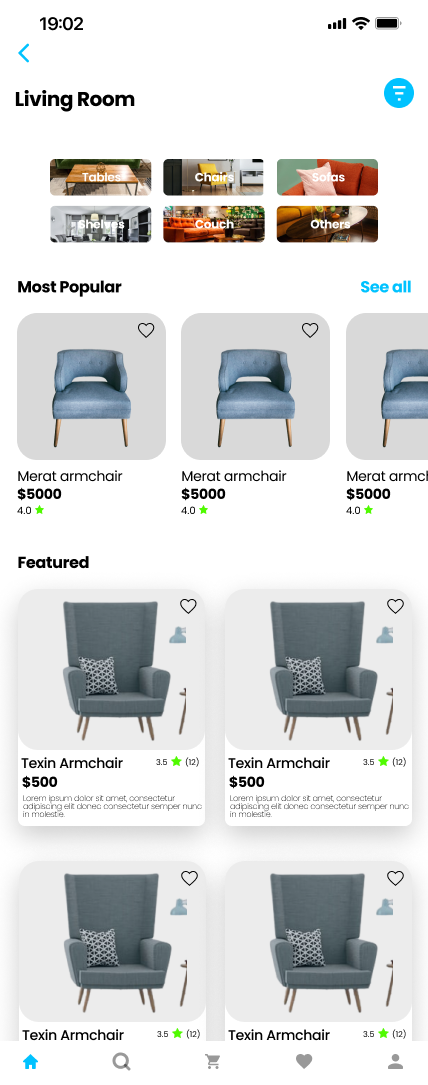 19:02
Living Room
Tables Chairs Sofas
Shelves Couch Others
Most Popular See all
Merat armchair Merat armchair Merat armch
$5000 $5000 $5000
4.0 4.0 4.0
Featured
Texin Armchair 3.5 (12) Texin Armchair 3.5 (12)
$500 $500
Lorem ipsum dolor sit amet, consectetur Lorem ipsum dolor sit amet, consectetur
adipiscing elit donec consectetur semper nunc adipiscing elit donec consectetur semper nunc
in molestie. in molestie.
Texin Armchair 3.5 (12) Texin Armchair 3.5 (12)